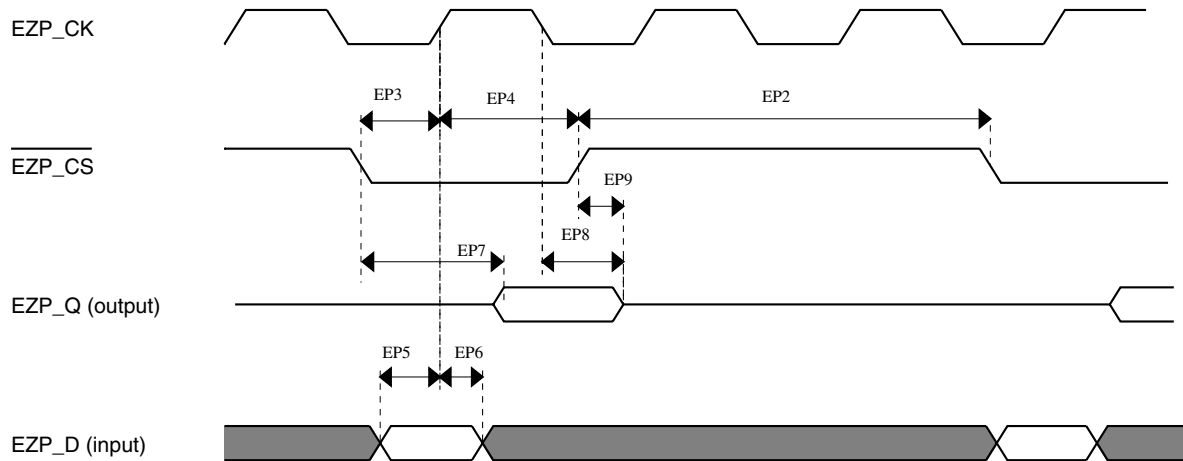 EZP_CK
EP3
EP4
EP2
EZP_CS
EP9
EP8
EP7
EZP_Q (output)
EP5
EP6
EZP_D (input)